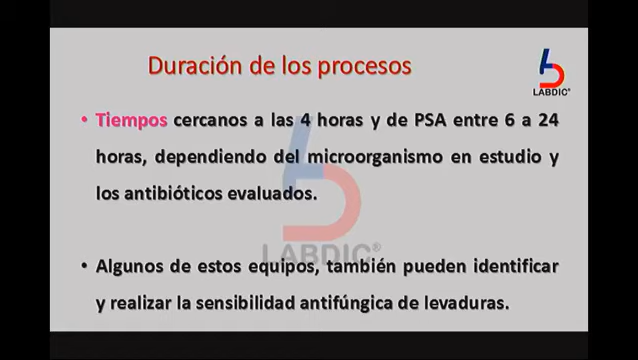 Duración de los procesos
LABDIC®
• Tiempos cercanos a las 4 horas y de PSA entre 6 a 24
horas, dependiendo del microorganismo en estudio y
los antibióticos evaluados.
LABDIC®
• Algunos de estos equipos, también pueden identificar
y realizar la sensibilidad antifúngica de levaduras.